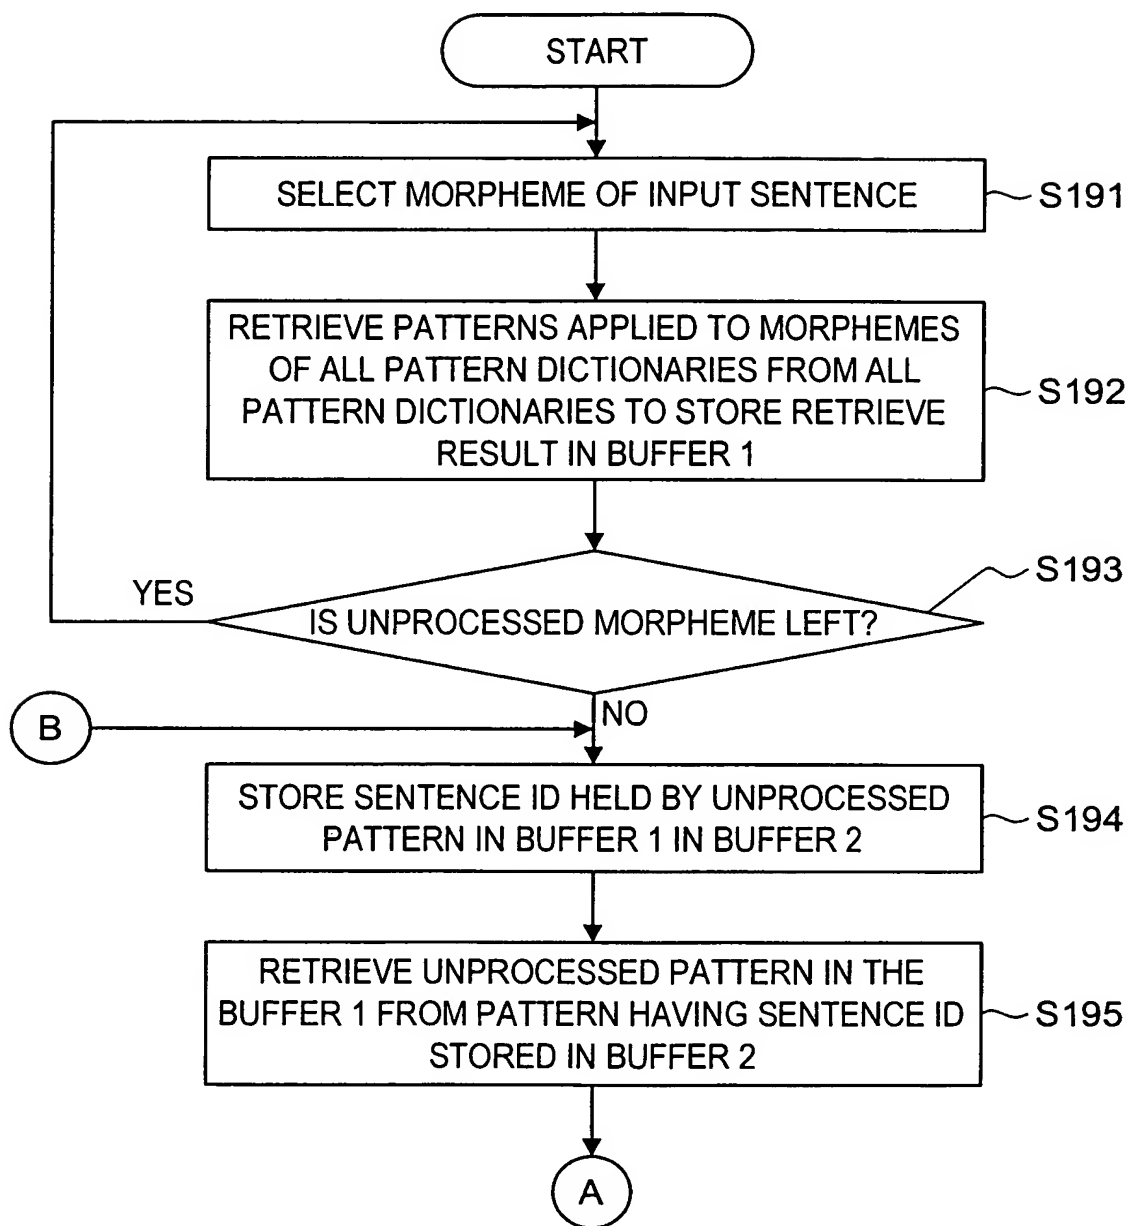 START
SELECT MORPHEME OF INPUT SENTENCE
S191
RETRIEVE PATTERNS APPLIED TO MORPHEMES
OF ALL PATTERN DICTIONARIES FROM ALL
PATTERN DICTIONARIES TO STORE RETRIEVE
RESULT IN BUFFER 1
S192
S193
YES
IS UNPROCESSED MORPHEME LEFT?
NO
B
STORE SENTENCE ID HELD BY UNPROCESSED
PATTERN IN BUFFER 1 IN BUFFER 2
S194
RETRIEVE UNPROCESSED PATTERN IN THE
BUFFER 1 FROM PATTERN HAVING SENTENCE ID
STORED IN BUFFER 2
S195
A